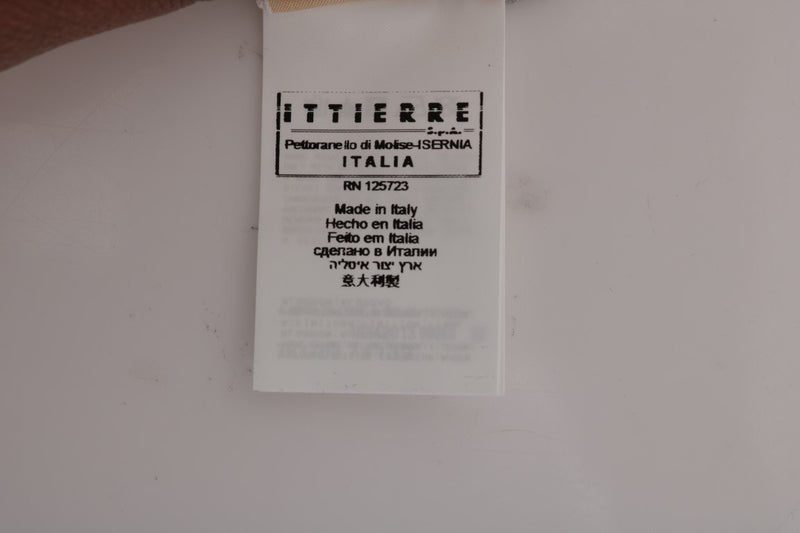 ITTIERRE
S.p.A.
Pettoranello di Molise-ISERNIA
ITALIA
RN 125723
Made in Italy
Hecho en Italia
Feito em Italia
сделано в Италии
ארץ יצור איטליה
意大利製